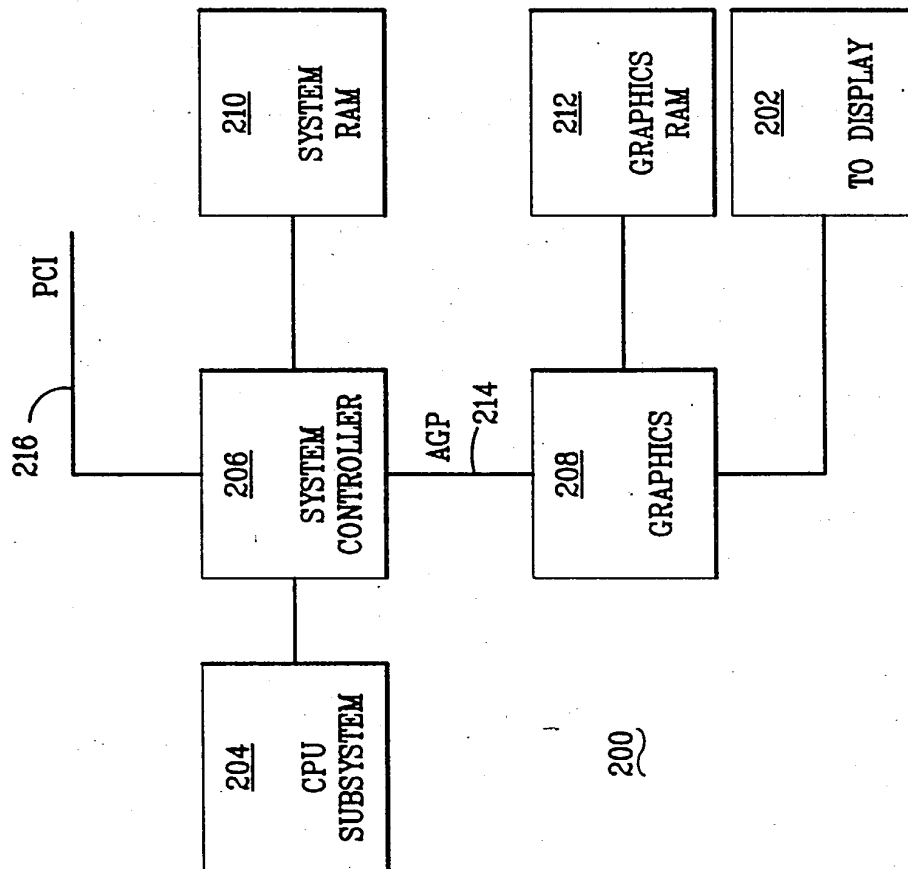 216
PCI
204
CPU
SUBSYSTEM
206
SYSTEM
CONTROLLER
210
SYSTEM
RAM
AGP
214
208
GRAPHICS
212
GRAPHICS
RAM
202
TO DISPLAY
200